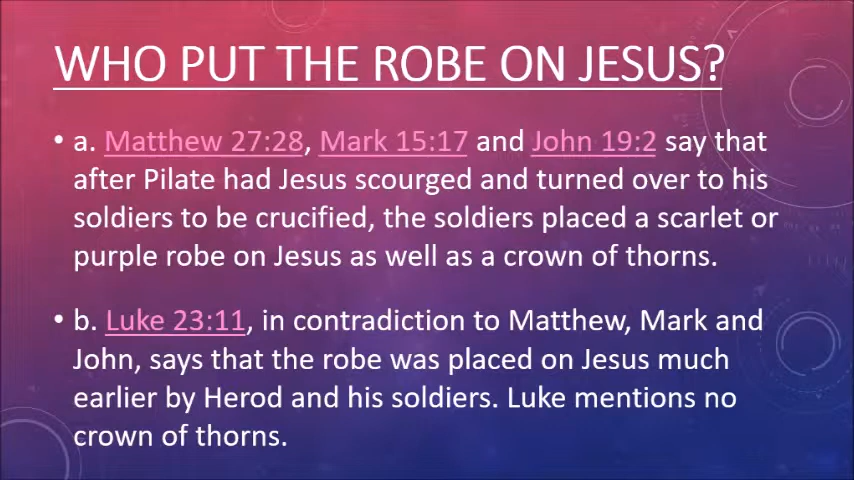 WHO PUT THE ROBE ON JESUS?
• a. Matthew 27:28, Mark 15:17 and John 19:2 say that
after Pilate had Jesus scourged and turned over to his
soldiers to be crucified, the soldiers placed a scarlet or
purple robe on Jesus as well as a crown of thorns.
• b. Luke 23:11, in contradiction to Matthew, Mark and
John, says that the robe was placed on Jesus much
earlier by Herod and his soldiers. Luke mentions no
crown of thorns.